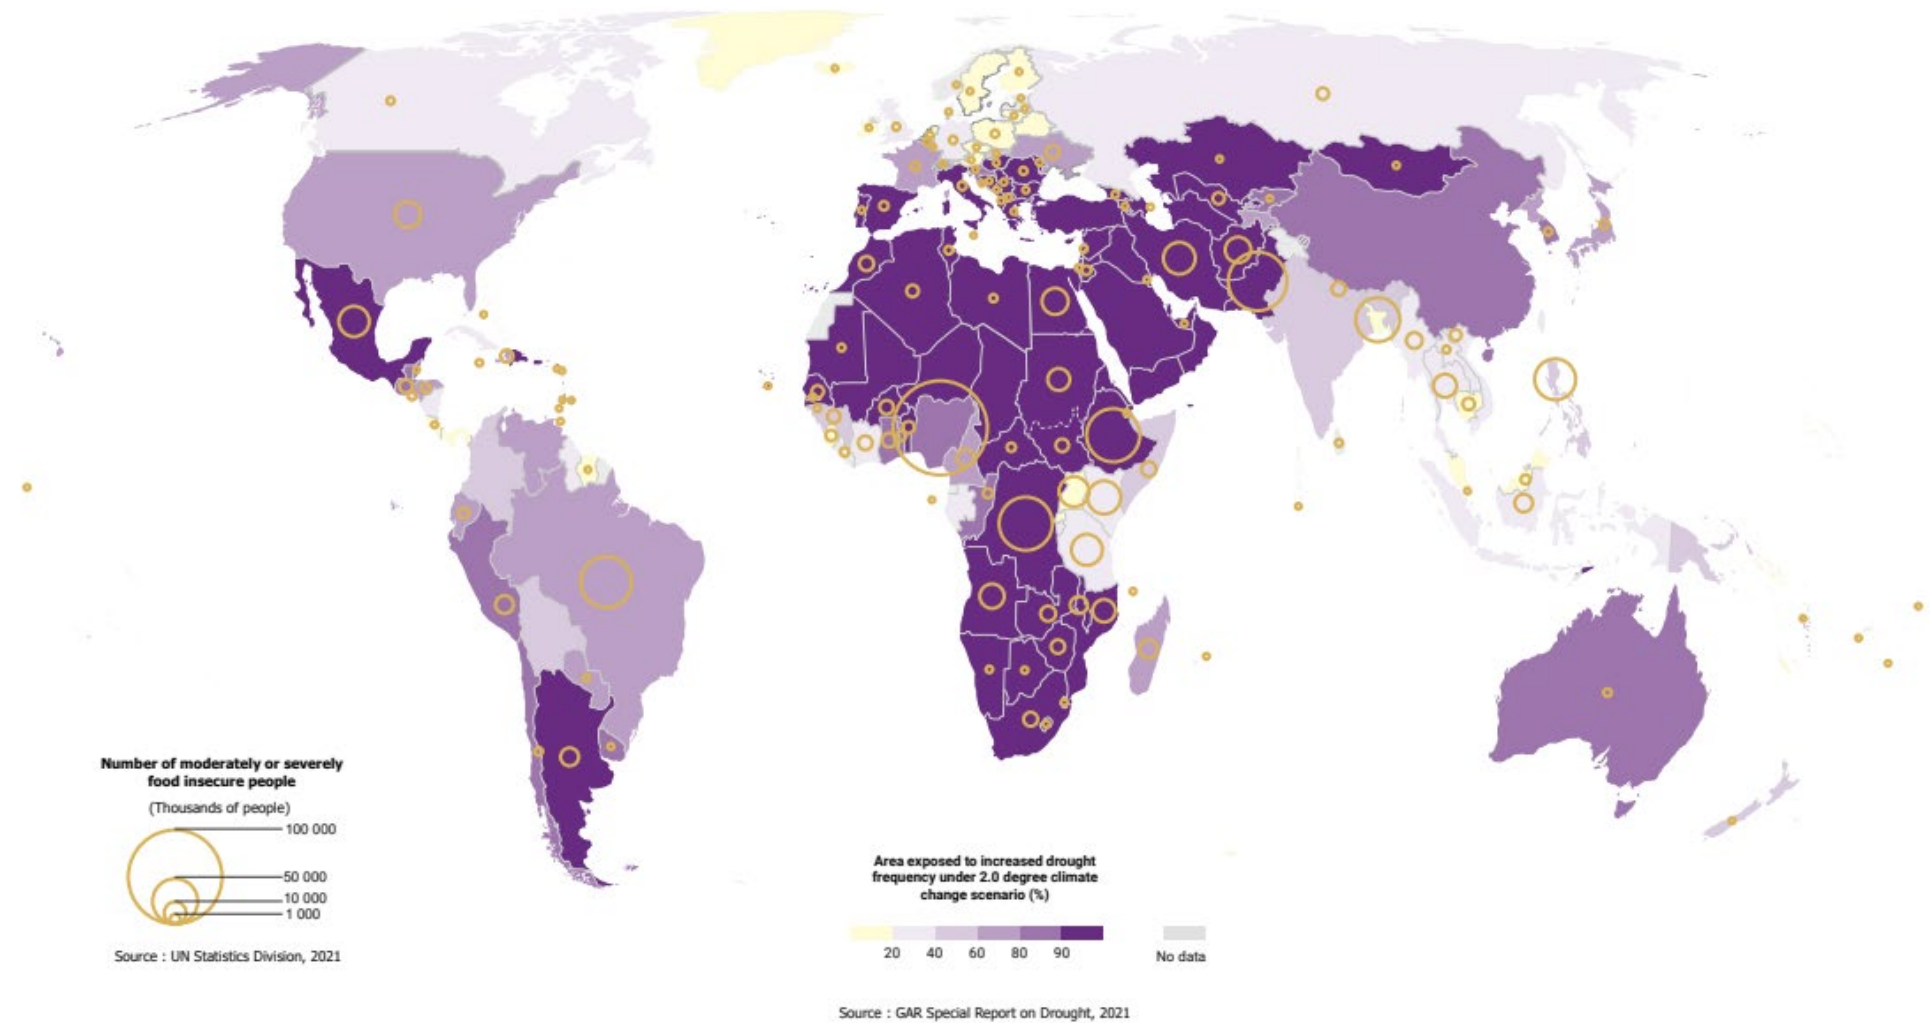 Number of moderately or severely
food insecure people
(Thousands of people)
100 000
50 000
10 000
1 000
Source : UN Statistics Division, 2021
Area exposed to increased drought
frequency under 2.0 degree climate
change scenario (%)
20 40 60 80 90
No data
Source : GAR Special Report on Drought, 2021